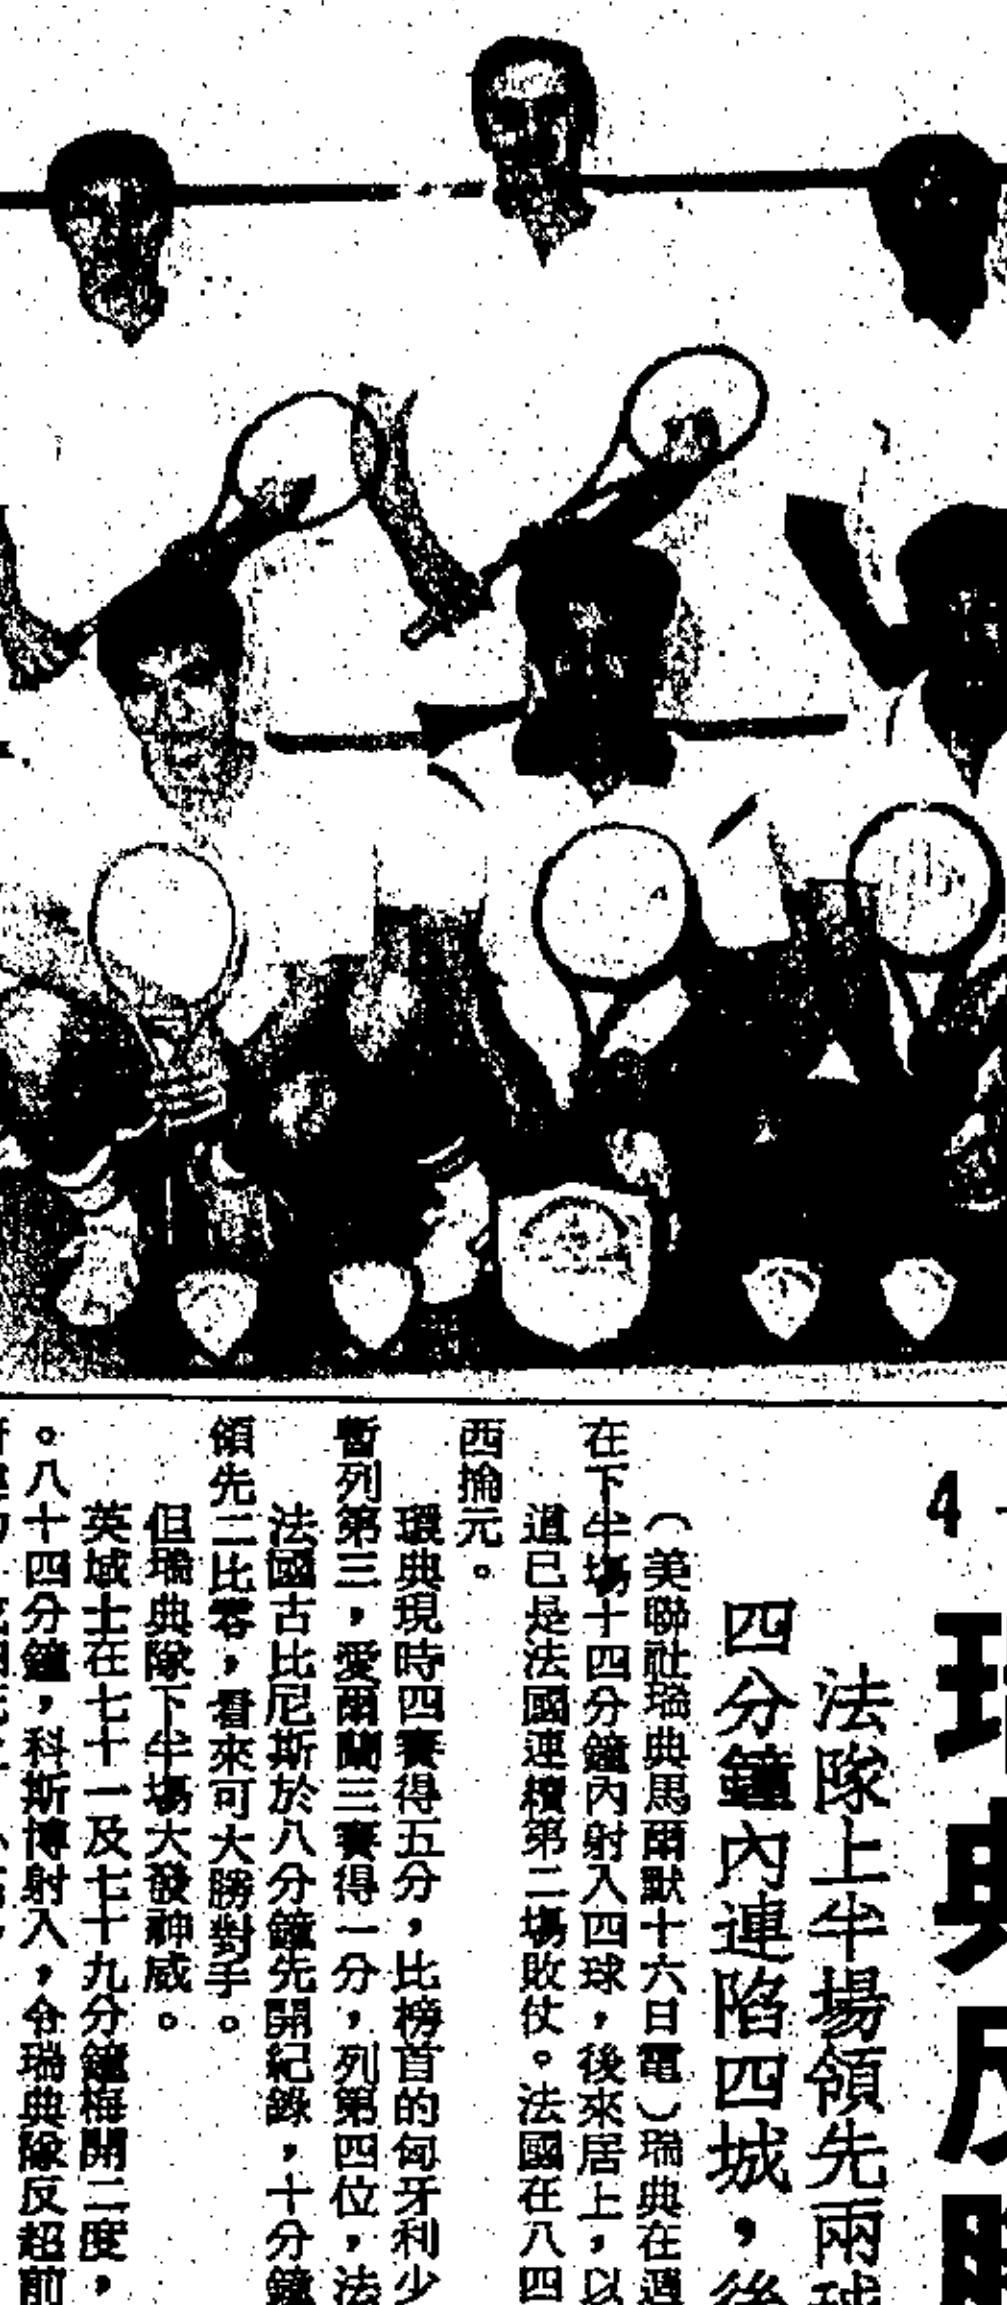 4
瑞典反勝
法隊上半場領先兩球
四分鐘內連陷四城，後
（美聯社瑞典馬爾默十六日電）瑞典在週
在下半場十四分鐘內射入四球，後來居上，以
道已是法國連續第二場敗仗。法國在八四
西掄元。
環典現時四賽得五分，比榜首的匈牙利少
暫列第三，愛爾蘭三賽得一分，列第四位，法
法國古比尼斯於八分鐘先開紀錄，十分鐘
領先二比零，看來可大勝對手。
但瑞典隊下半場大發神威。
英城士在七十一及七十九分鐘梅開二度，
。八十四分鐘，科斯博射入，令瑞典隊反超前